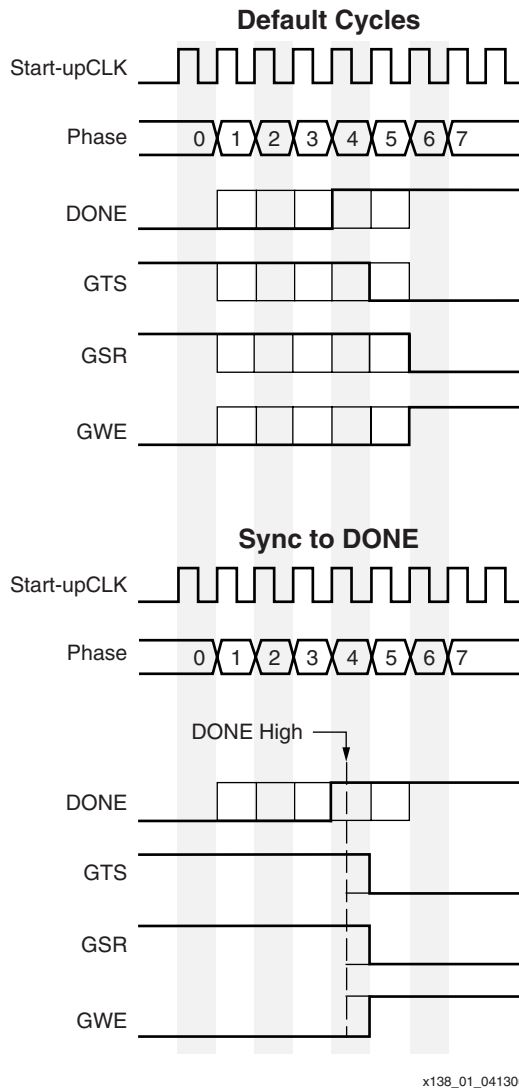 Default Cycles
Start-upCLK
Phase 0 1 2 3 4 5 6 7
DONE
GTS
GSR
GWE
Sync to DONE
Start-upCLK
Phase 0 1 2 3 4 5 6 7
DONE High
DONE
GTS
GSR
GWE
x138_01_04130